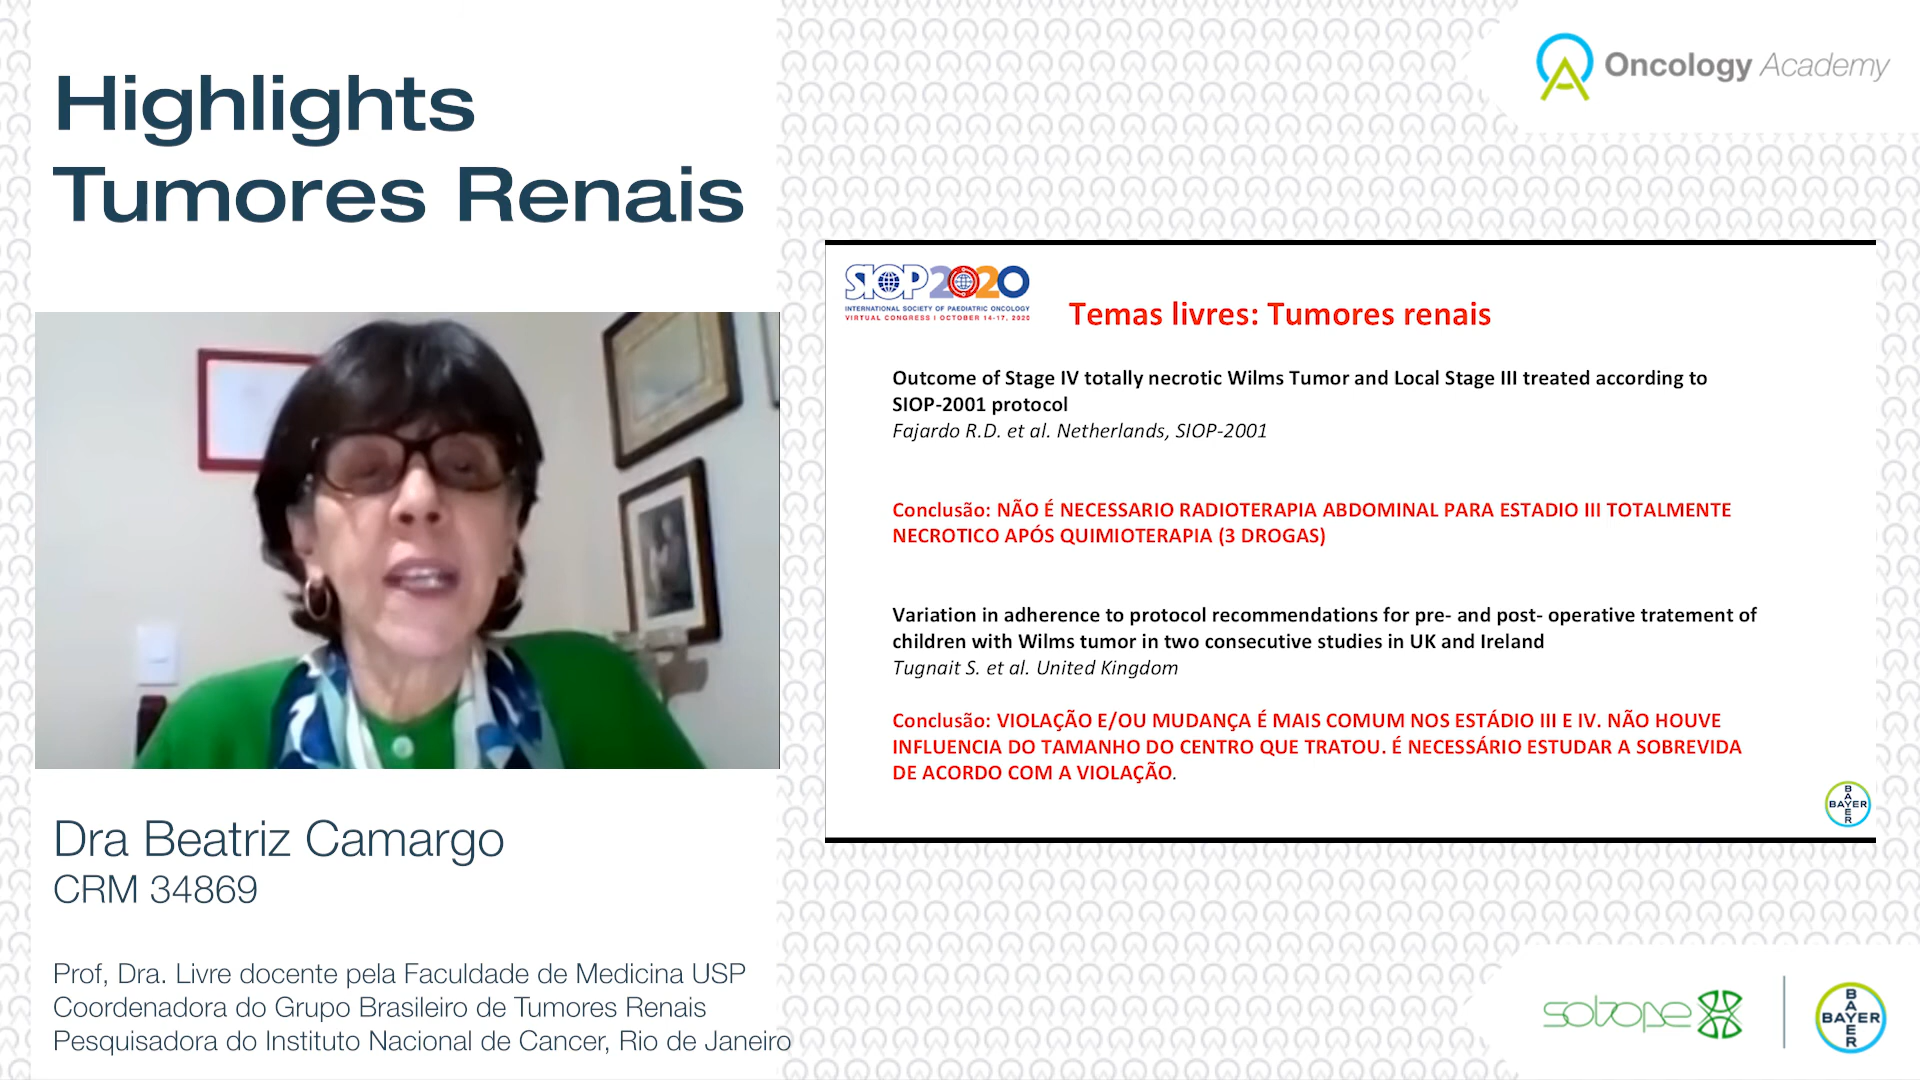 Highlights
Tumores Renais
Oncology Academy
SIOP 2020
INTERNATIONAL SOCIETY OF PAEDIATRIC ONCOLOGY
VIRTUAL CONGRESS | OCTOBER 14-17, 2020
Temas livres: Tumores renais
Outcome of Stage IV totally necrotic Wilms Tumor and Local Stage III treated according to
SIOP-2001 protocol
Fajardo R.D. et al. Netherlands, SIOP-2001
Conclusão: NÃO É NECESSARIO RADIOTERAPIA ABDOMINAL PARA ESTADIO III TOTALMENTE
NECROTICO APÓS QUIMIOTERAPIA (3 DROGAS)
Variation in adherence to protocol recommendations for pre- and post- operative tratement of
children with Wilms tumor in two consecutive studies in UK and Ireland
Tugnait S. et al. United Kingdom
Conclusão: VIOLAÇÃO E/OU MUDANÇA É MAIS COMUM NOS ESTÁDIO III E IV. NÃO HOUVE
INFLUENCIA DO TAMANHO DO CENTRO QUE TRATOU. É NECESSÁRIO ESTUDAR A SOBREVIDA
DE ACORDO COM A VIOLAÇÃO.
BAYER
BAYER
Dra Beatriz Camargo
CRM 34869
Prof, Dra. Livre docente pela Faculdade de Medicina USP
Coordenadora do Grupo Brasileiro de Tumores Renais
Pesquisadora do Instituto Nacional de Cancer, Rio de Janeiro
sobope
BAYER
BAYER